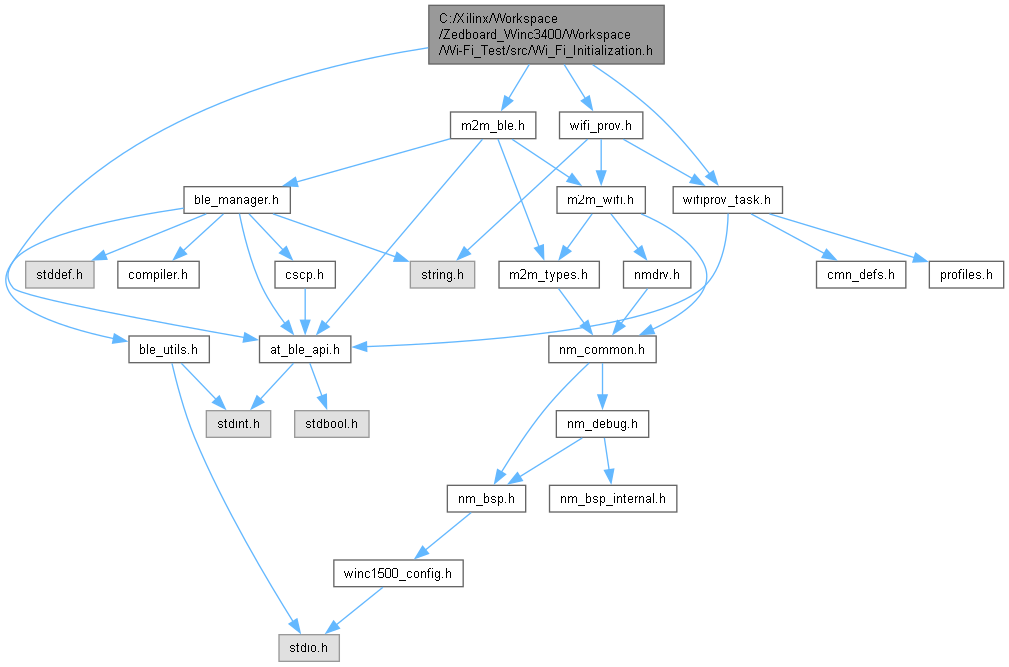 C:/Xilinx/Workspace
/Zedboard_Winc3400/Workspace
/Wi-Fi_Test/src/Wi_Fi_Initialization.h
m2m_ble.h
wifi_prov.h
ble_manager.h
m2m_wifi.h
wifiprov_task.h
stddef.h
compiler.h
cscp.h
string.h
m2m_types.h
nmdrv.h
cmn_defs.h
profiles.h
ble_utils.h
at_ble_api.h
nm_common.h
stdint.h
stdbool.h
nm_debug.h
nm_bsp.h
nm_bsp_internal.h
winc1500_config.h
stdio.h